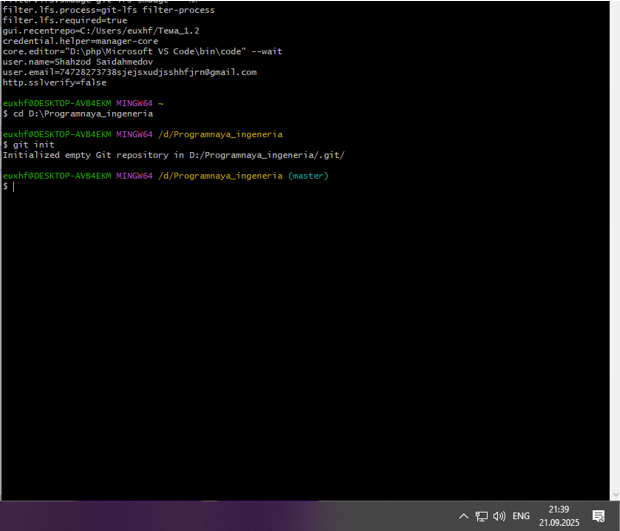 filter.lfs.process=git-lfs filter-process
filter.lfs.required=true
gui.recentrepo=C:/Users/euxhf/Тема_1.2
credential.helper=manager-core
core.editor="D:\php\Microsoft VS Code\bin\code" --wait
user.name=Shahzod Saidahmedov
user.email=74728273738sjejsxudjsshhfjrn@gmail.com
http.sslverify=false
euxhf@DESKTOP-AVB4EKM MINGW64 ~
$ cd D:\Programnaya_ingeneria
euxhf@DESKTOP-AVB4EKM MINGW64 /d/Programnaya_ingeneria
$ git init
Initialized empty Git repository in D:/Programnaya_ingeneria/.git/
euxhf@DESKTOP-AVB4EKM MINGW64 /d/Programnaya_ingeneria (master)
$
ENG
21:39
21.09.2025